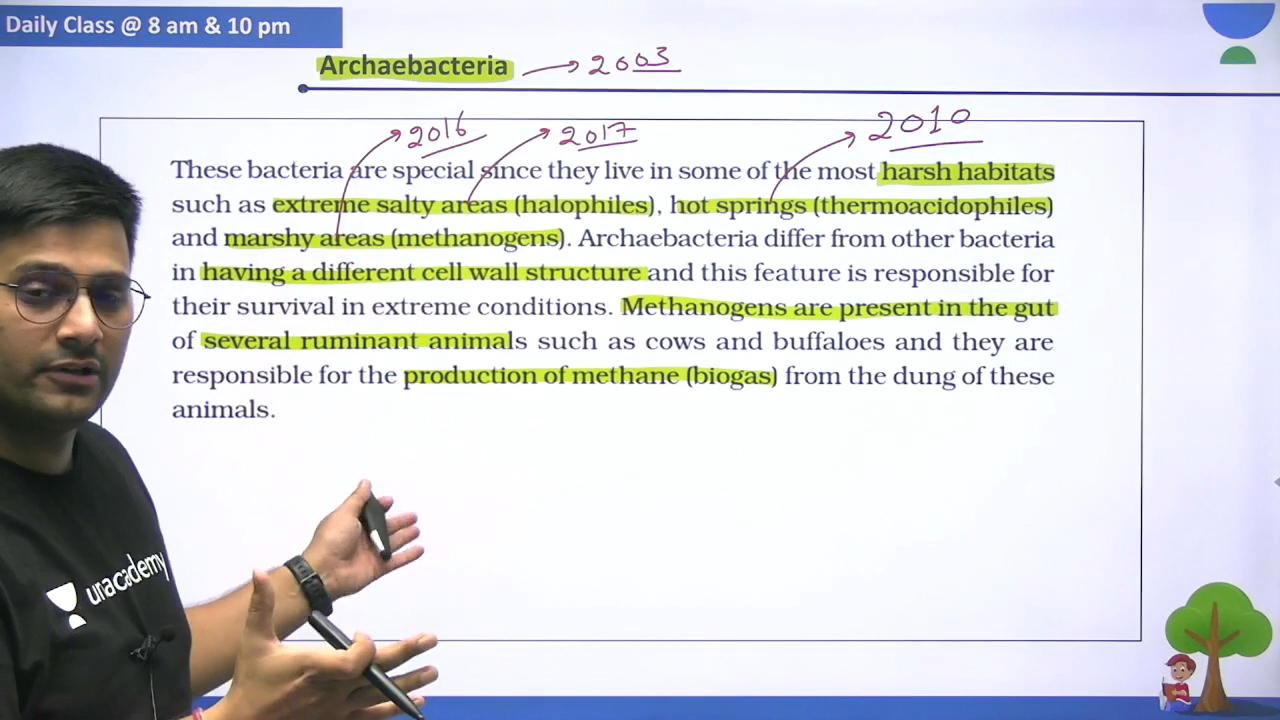 Daily Class @ 8 am & 10 pm
Archaebacteria → 2003
2016 2017 2010
These bacteria are special since they live in some of the most harsh habitats
such as extreme salty areas (halophiles), hot springs (thermoacidophiles)
and marshy areas (methanogens). Archaebacteria differ from other bacteria
in having a different cell wall structure and this feature is responsible for
their survival in extreme conditions. Methanogens are present in the gut
of several ruminant animals such as cows and buffaloes and they are
responsible for the production of methane (biogas) from the dung of these
animals.
unacademy